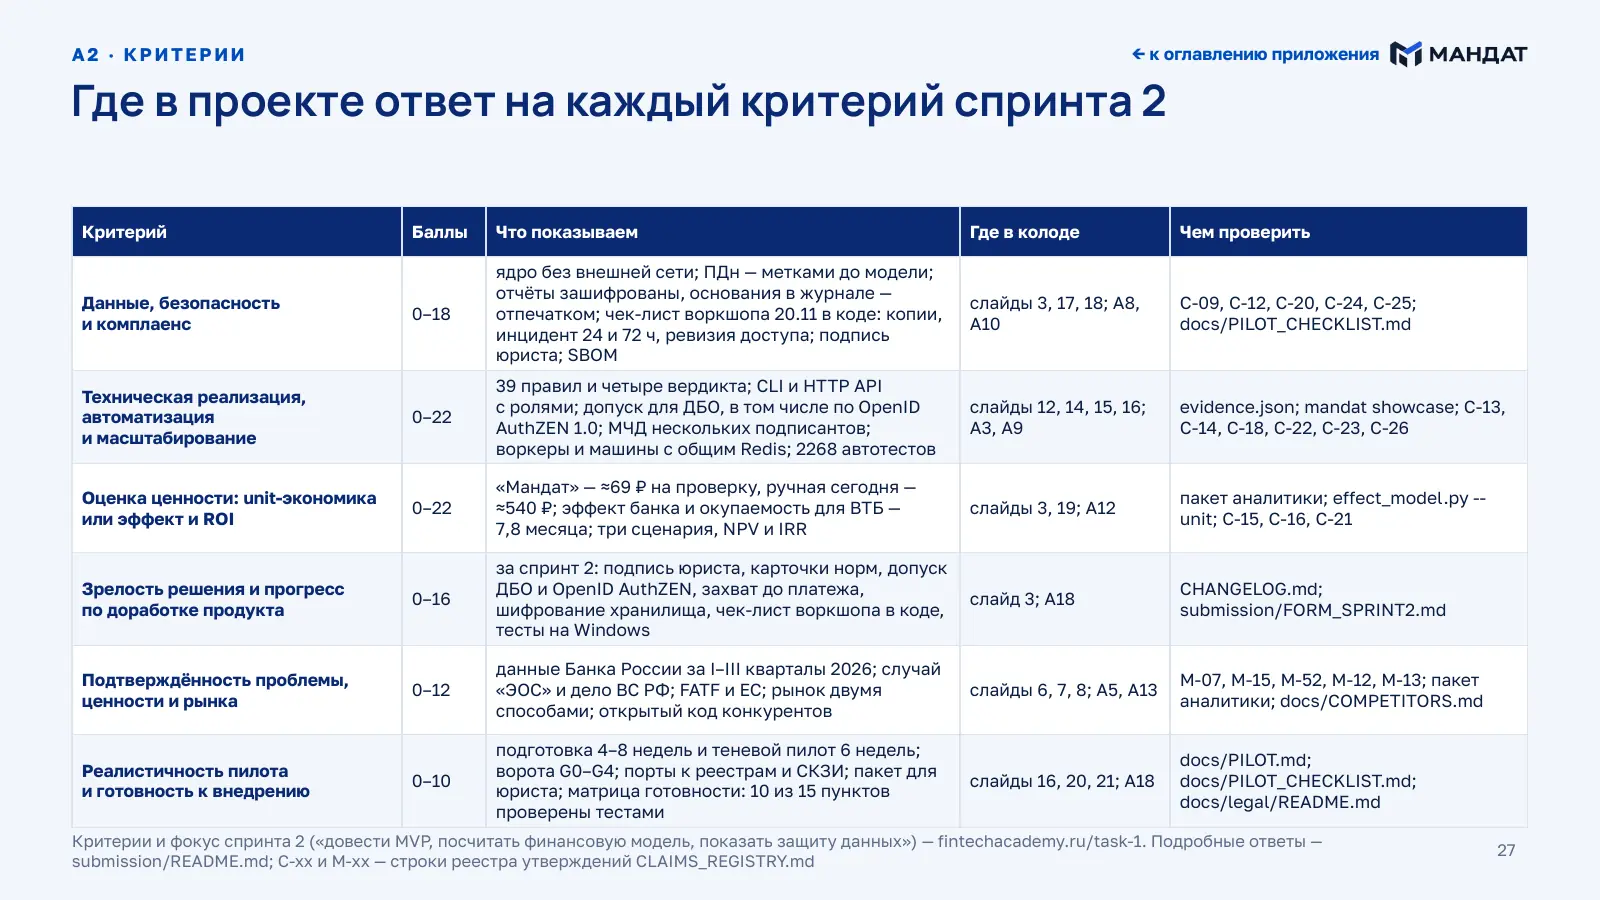 А2 · КРИТЕРИИ
← к оглавлению приложения
МАНДАТ
Где в проекте ответ на каждый критерий спринта 2
Критерий
Баллы
Что показываем
Где в колоде
Чем проверить
Данные, безопасность
и комплаенс
0–18
ядро без внешней сети; ПДн — метками до модели;
отчёты зашифрованы, основания в журнале —
отпечатком; чек-лист воркшопа 20.11 в коде: копии,
инцидент 24 и 72 ч, ревизия доступа; подпись
юриста; SBOM
слайды 3, 17, 18; А8,
А10
C-09, C-12, C-20, C-24, C-25;
docs/PILOT_CHECKLIST.md
Техническая реализация,
автоматизация
и масштабирование
0–22
39 правил и четыре вердикта; CLI и HTTP API
с ролями; допуск для ДБО, в том числе по OpenID
AuthZEN 1.0; МЧД нескольких подписантов;
воркеры и машины с общим Redis; 2268 автотестов
слайды 12, 14, 15, 16;
А3, А9
evidence.json; mandat showcase; C-13,
C-14, C-18, C-22, C-23, C-26
Оценка ценности: unit-экономика
или эффект и ROI
0–22
«Мандат» — ≈69 ₽ на проверку, ручная сегодня —
≈540 ₽; эффект банка и окупаемость для ВТБ —
7,8 месяца; три сценария, NPV и IRR
слайды 3, 19; А12
пакет аналитики; effect_model.py --
unit; C-15, C-16, C-21
Зрелость решения и прогресс
по доработке продукта
0–16
за спринт 2: подпись юриста, карточки норм, допуск
ДБО и OpenID AuthZEN, захват до платежа,
шифрование хранилища, чек-лист воркшопа в коде,
тесты на Windows
слайд 3; А18
CHANGELOG.md;
submission/FORM_SPRINT2.md
Подтверждённость проблемы,
ценности и рынка
0–12
данные Банка России за I–III кварталы 2026; случай
«ЭОС» и дело ВС РФ; FATF и ЕС; рынок двумя
способами; открытый код конкурентов
слайды 6, 7, 8; А5, А13
M-07, M-15, M-52, M-12, M-13; пакет
аналитики; docs/COMPETITORS.md
Реалистичность пилота
и готовность к внедрению
0–10
подготовка 4–8 недель и теневой пилот 6 недель;
ворота G0–G4; порты к реестрам и СКЗИ; пакет для
юриста; матрица готовности: 10 из 15 пунктов
проверены тестами
слайды 16, 20, 21; А18
docs/PILOT.md;
docs/PILOT_CHECKLIST.md;
docs/legal/README.md
Критерии и фокус спринта 2 («довести MVP, посчитать финансовую модель, показать защиту данных») — fintechacademy.ru/task-1. Подробные ответы —
submission/README.md; C-xx и M-xx — строки реестра утверждений CLAIMS_REGISTRY.md
27